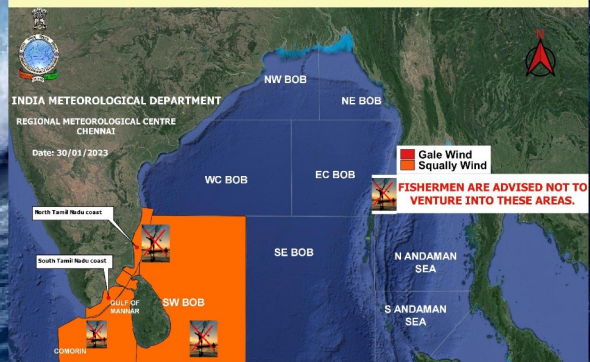 INDIA METEOROLOGICAL DEPARTMENT
REGIONAL METEOROLOGICAL CENTRE
CHENNAI
Date: 30/01/2023
N
NW BOB
NE BOB
WC BOB
EC BOB
Gale Wind
Squally Wind
FISHERMEN ARE ADVISED NOT TO
VENTURE INTO THESE AREAS.
North Tamil Nadu coast
South Tamil Nadu coast
SE BOB
N ANDAMAN
SEA
S ANDAMAN
SEA
GULF OF
MANNAR
SW BOB
COMORIN